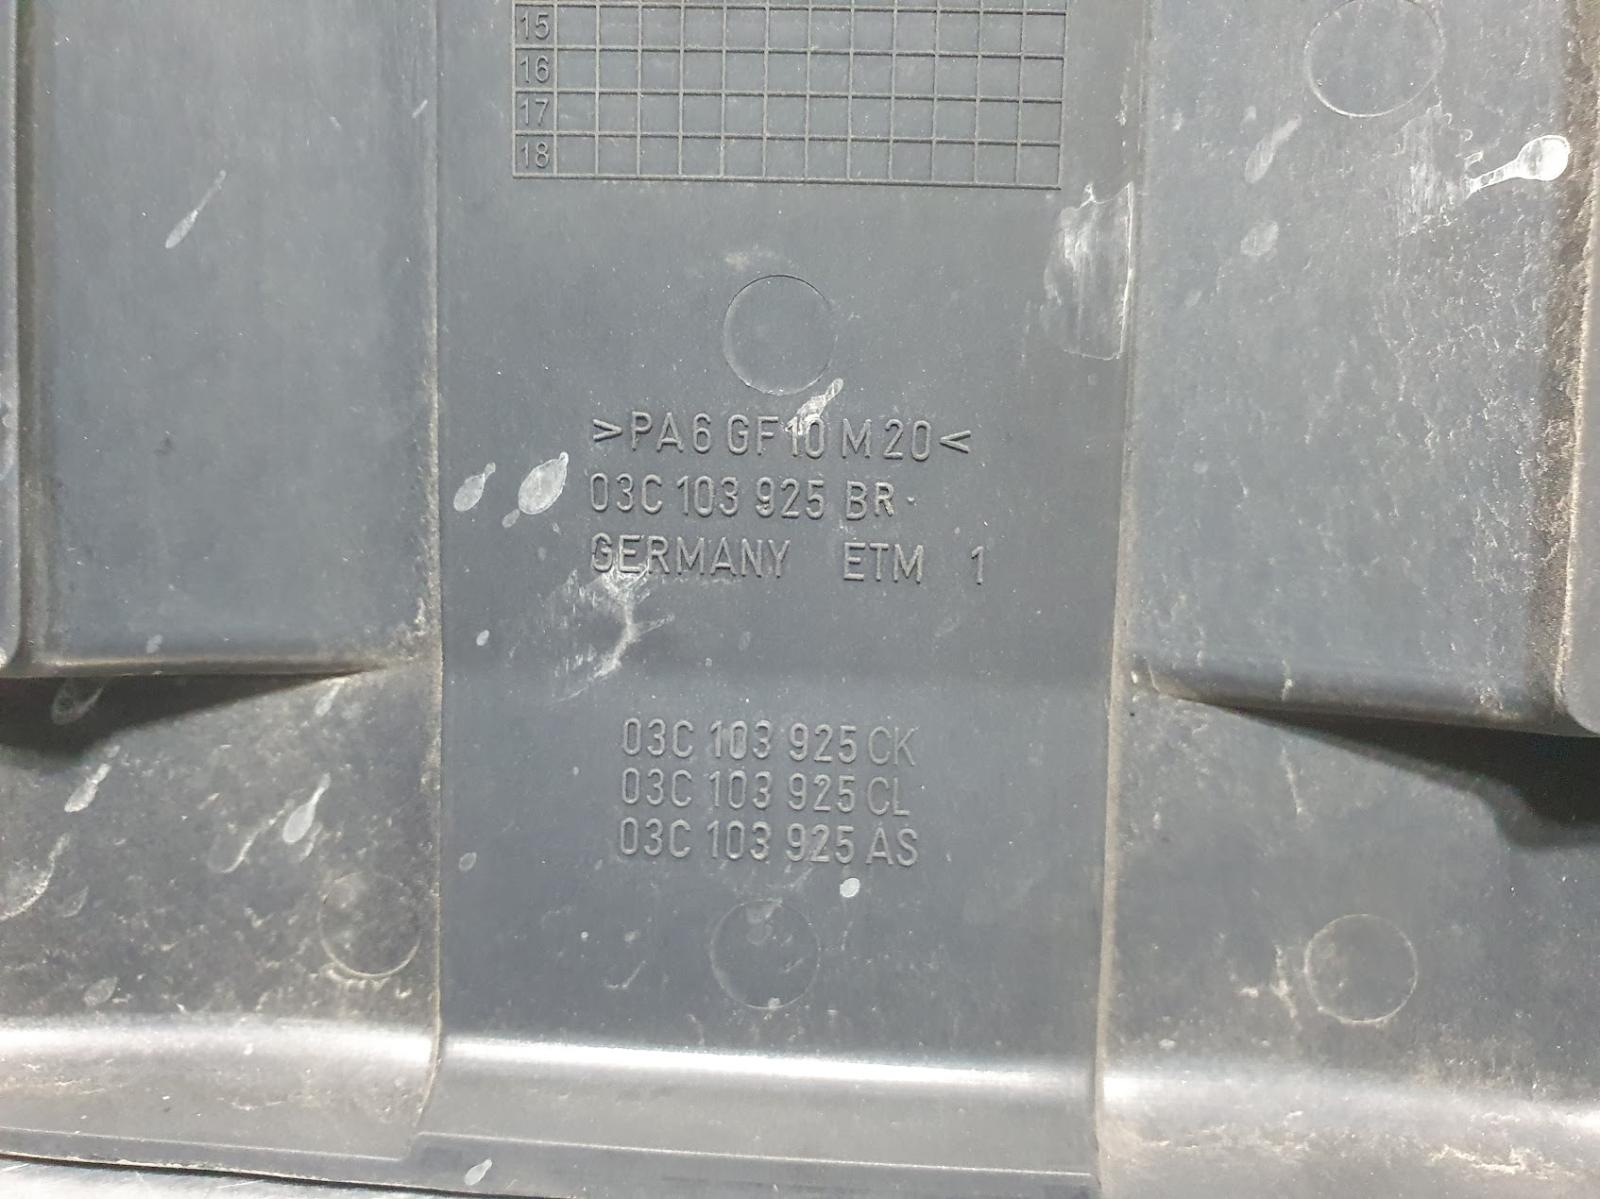 15
16
17
18
>PA6 GF10 M20<
03C 103 925 BR
GERMANY ETM 1
03C 103 925 CK
03C 103 925 CL
03C 103 925 AS